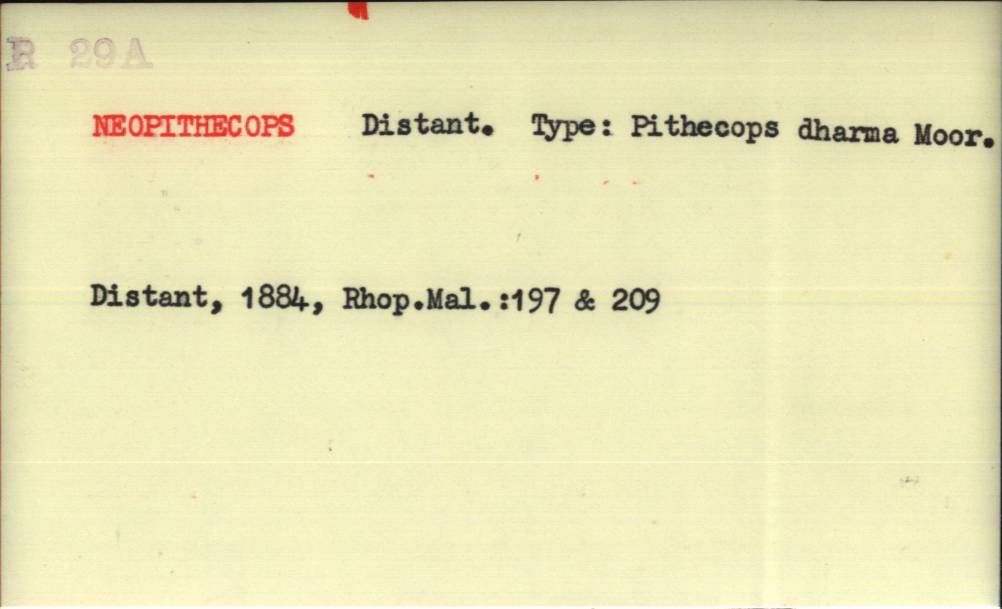 R 29A
NEOPITHECOPS Distant. Type: Pithecops dharma Moor.
Distant, 1884, Rhop.Mal.:197 & 209